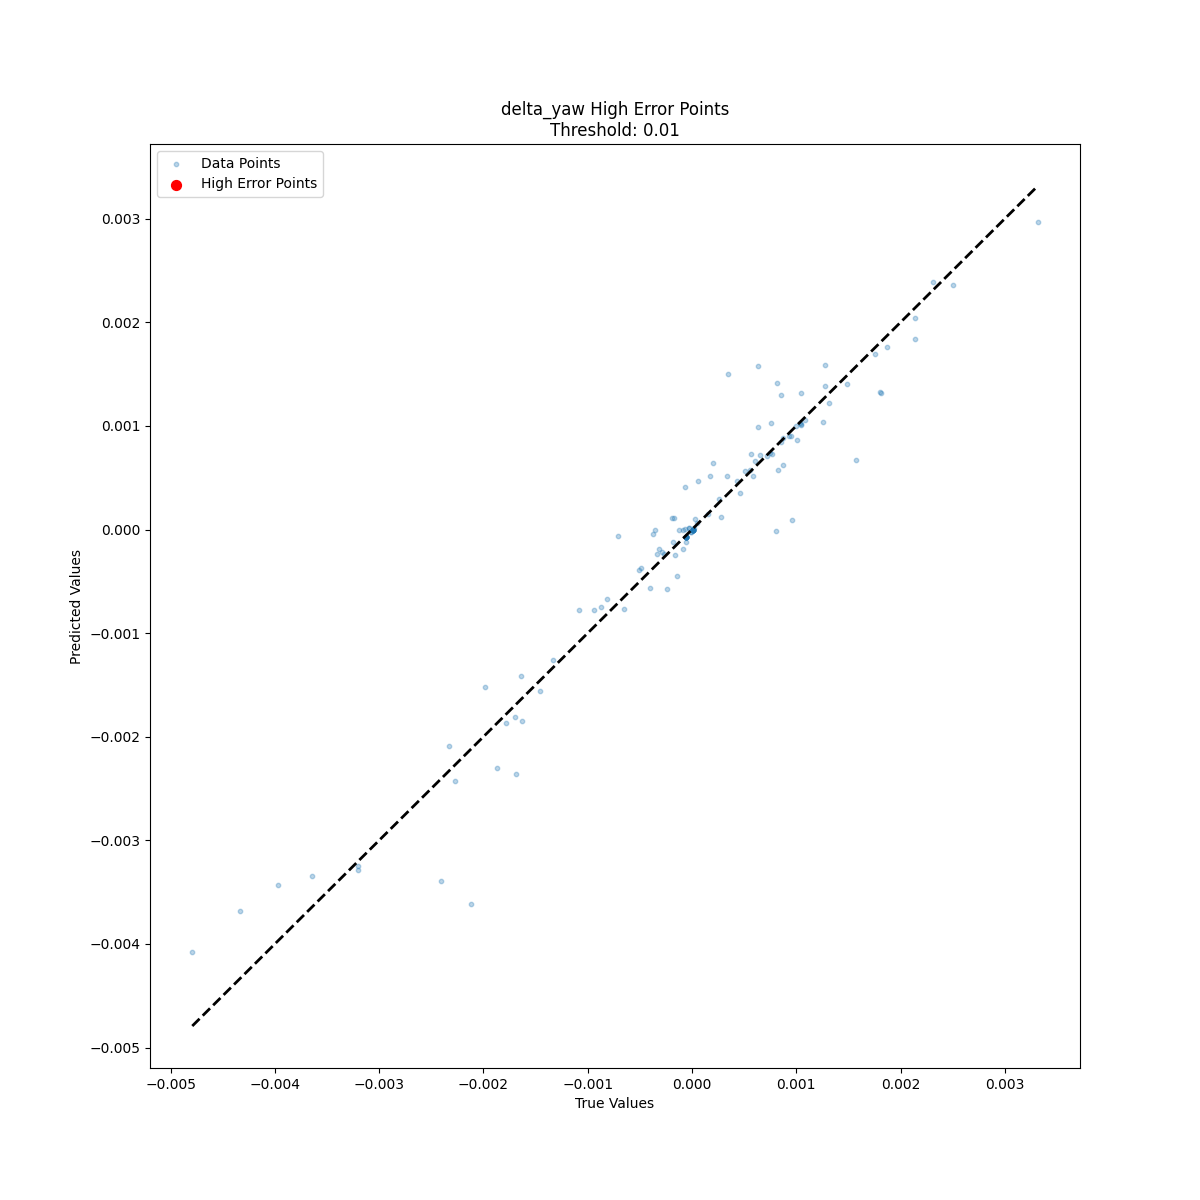 delta_yaw High Error Points
Threshold: 0.01
Data Points
High Error Points
0.003
0.002
0.001
0.000
−0.001
−0.002
−0.003
−0.004
−0.005
Predicted Values
−0.005 −0.004 −0.003 −0.002 −0.001 0.000 0.001 0.002 0.003
True Values